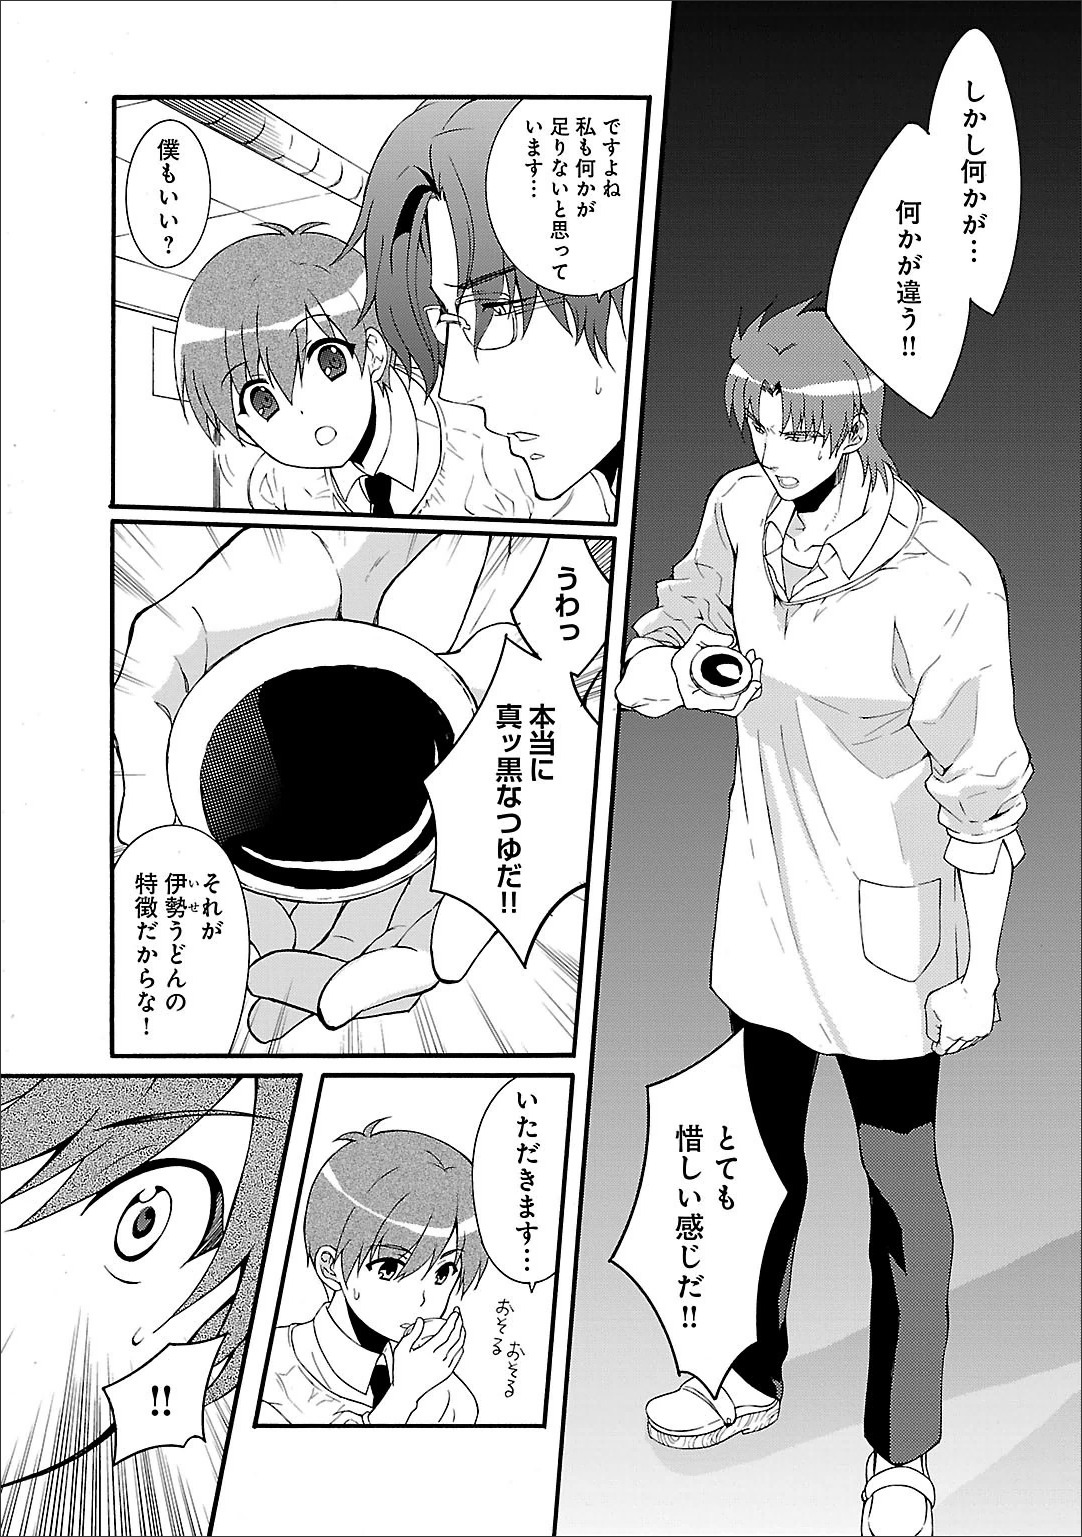 しかし何かが…
何かが違う!!
とても
惜しい感じだ!!
ですよね
私も何かが
足りないと思って
います…
僕もいい?
うわっ
本当に
真ッ黒なつゆだ!!
それが
伊勢うどんの
いせ
特徴だからな!
いただきます…
おそる
おそる
!!